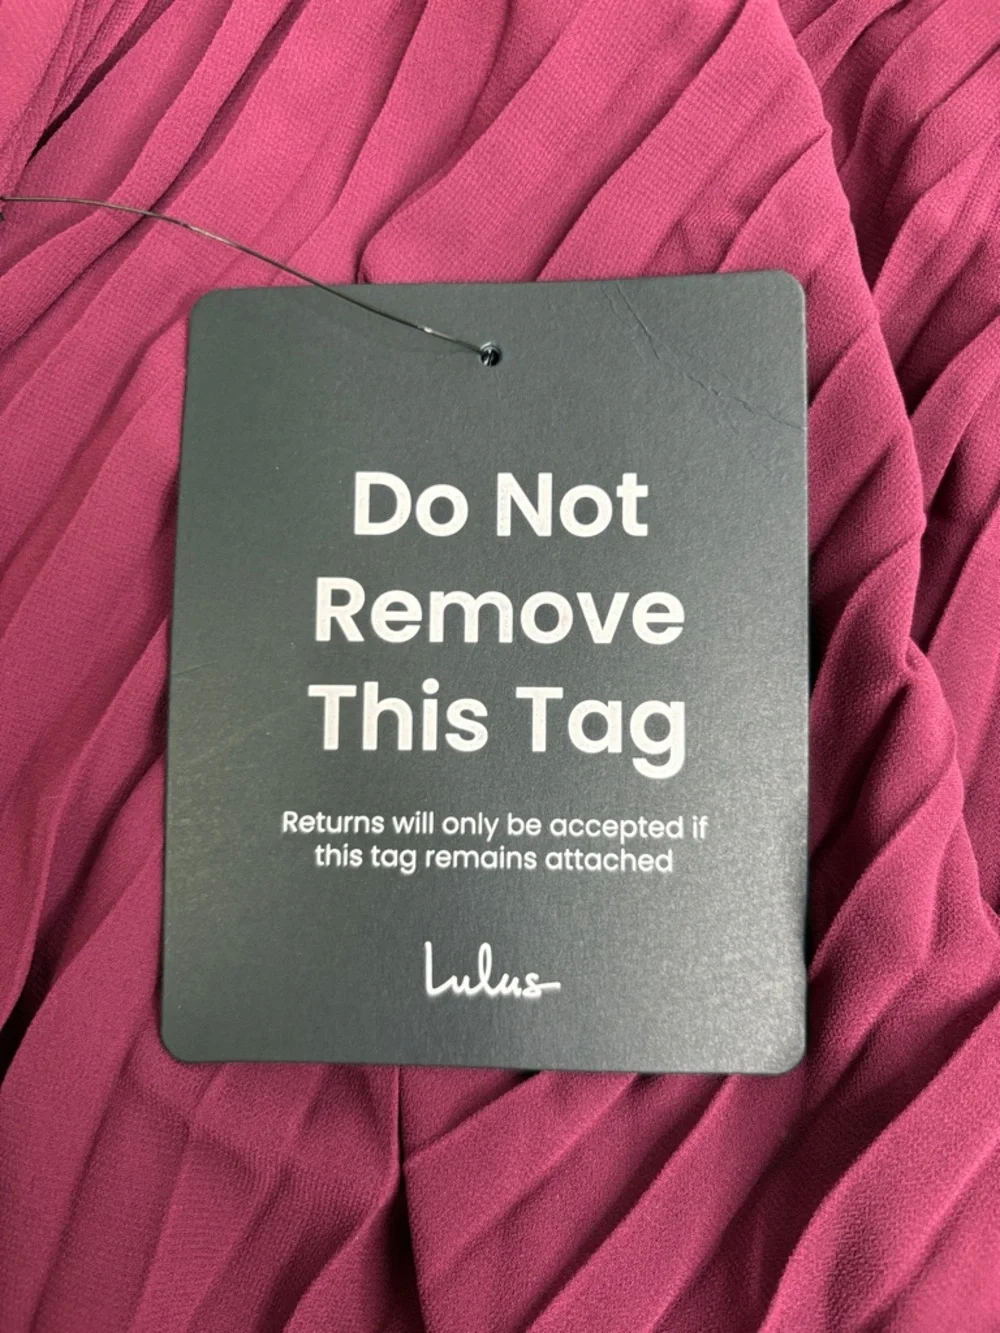 Do Not
Remove
This Tag
Returns will only be accepted if
this tag remains attached
Lulus